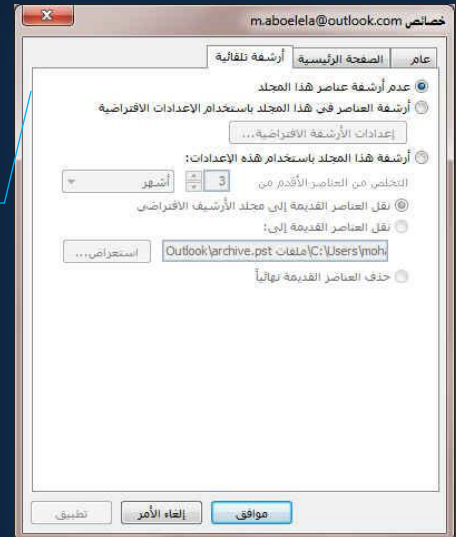 خصائص m.aboelela@outlook.com
عام
الصفحة الرئيسية
أرشفة تلقائية
عدم أرشفة عناصر هذا المجلد
أرشفة العناصر في هذا المجلد باستخدام الإعدادات الافتراضية
إعدادات الأرشفة الافتراضية...
أرشفة هذا المجلد باستخدام هذه الإعدادات:
التخلص من العناصر الأقدم من 3 أشهر
نقل العناصر القديمة إلى مجلد الأرشيف الافتراضي
نقل العناصر القديمة إلى:
C:\Users\moh\ملفات Outlook\archive.pst
استعراض...
حذف العناصر القديمة نهائياً
موافق
إلغاء الأمر
تطبيق